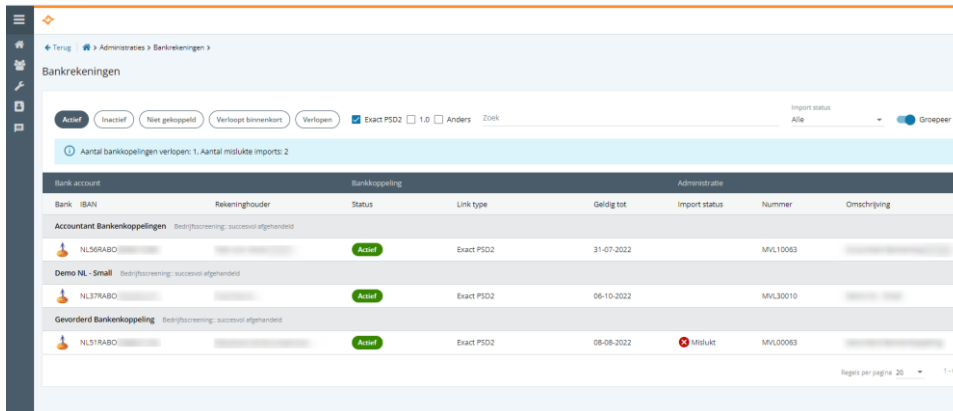 Terug Administraties > Bankrekeningen >
Bankrekeningen
Import status
Actief Inactief Niet gekoppeld Verloopt binnenkort Verlopen Exact PSD2 1.0 Anders Zoek Alle Groepeer
Aantal bankkopelingen verlopen: 1, Aantal mislukte imports: 2
Bank account Bankkoppeling Administratie
Bank IBAN Rekeninghouder Status Link type Geldig tot Import status Nummer Omschrijving
Accountant Bankenkoppelingen Bedrijfsscreening:: succesvol afgehandeld
NL56RABO Actief Exact PSD2 31-07-2022 MVL10063
Demo NL - Small Bedrijfsscreening:: succesvol afgehandeld
NL37RABO Actief Exact PSD2 06-10-2022 MVL30010
Gevorderd Bankenkoppeling Bedrijfsscreening:: succesvol afgehandeld
NL51RABO Actief Exact PSD2 08-08-2022 Mislukt MVL00063
Regels per pagina 20